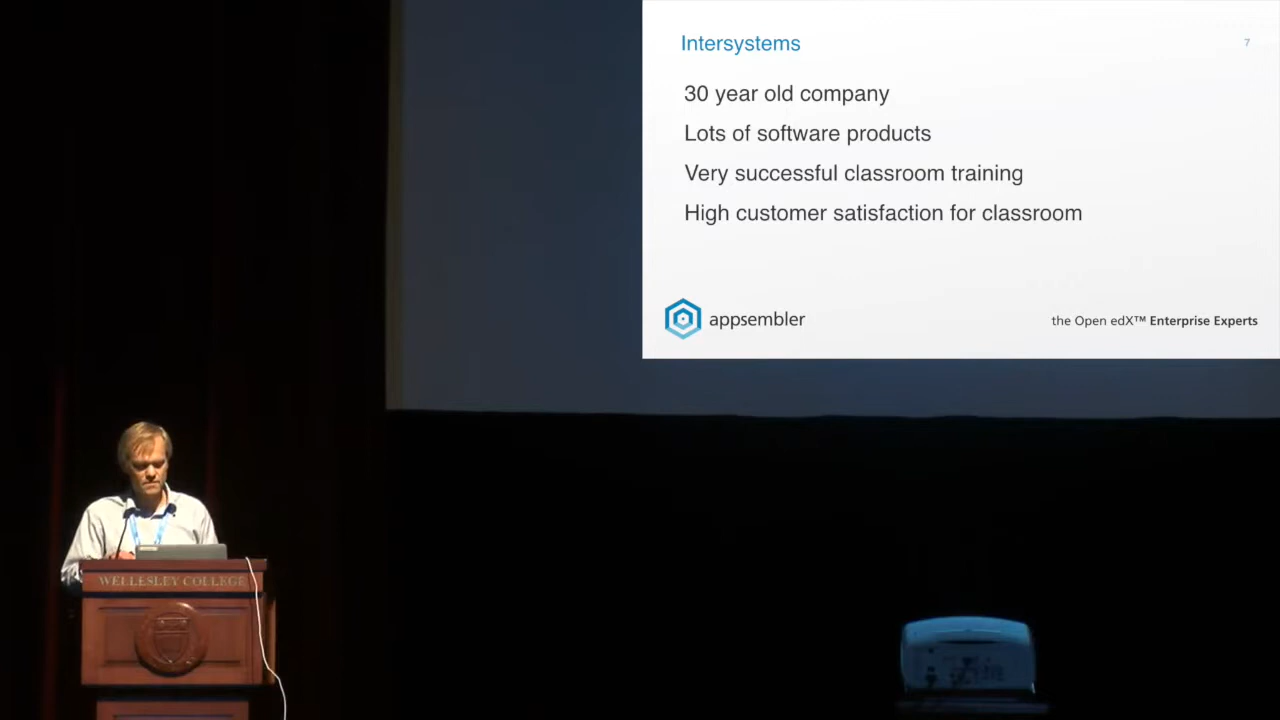 Intersystems
7
30 year old company
Lots of software products
Very successful classroom training
High customer satisfaction for classroom
appsembler
the Open edX™ Enterprise Experts
WELLESLEY COLLEGE